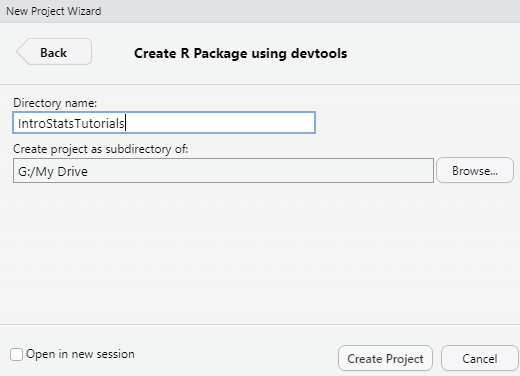 New Project Wizard
Back
Create R Package using devtools
Directory name:
IntroStatsTutorials
Create project as subdirectory of:
G:/My Drive
Browse...
Open in new session
Create Project
Cancel